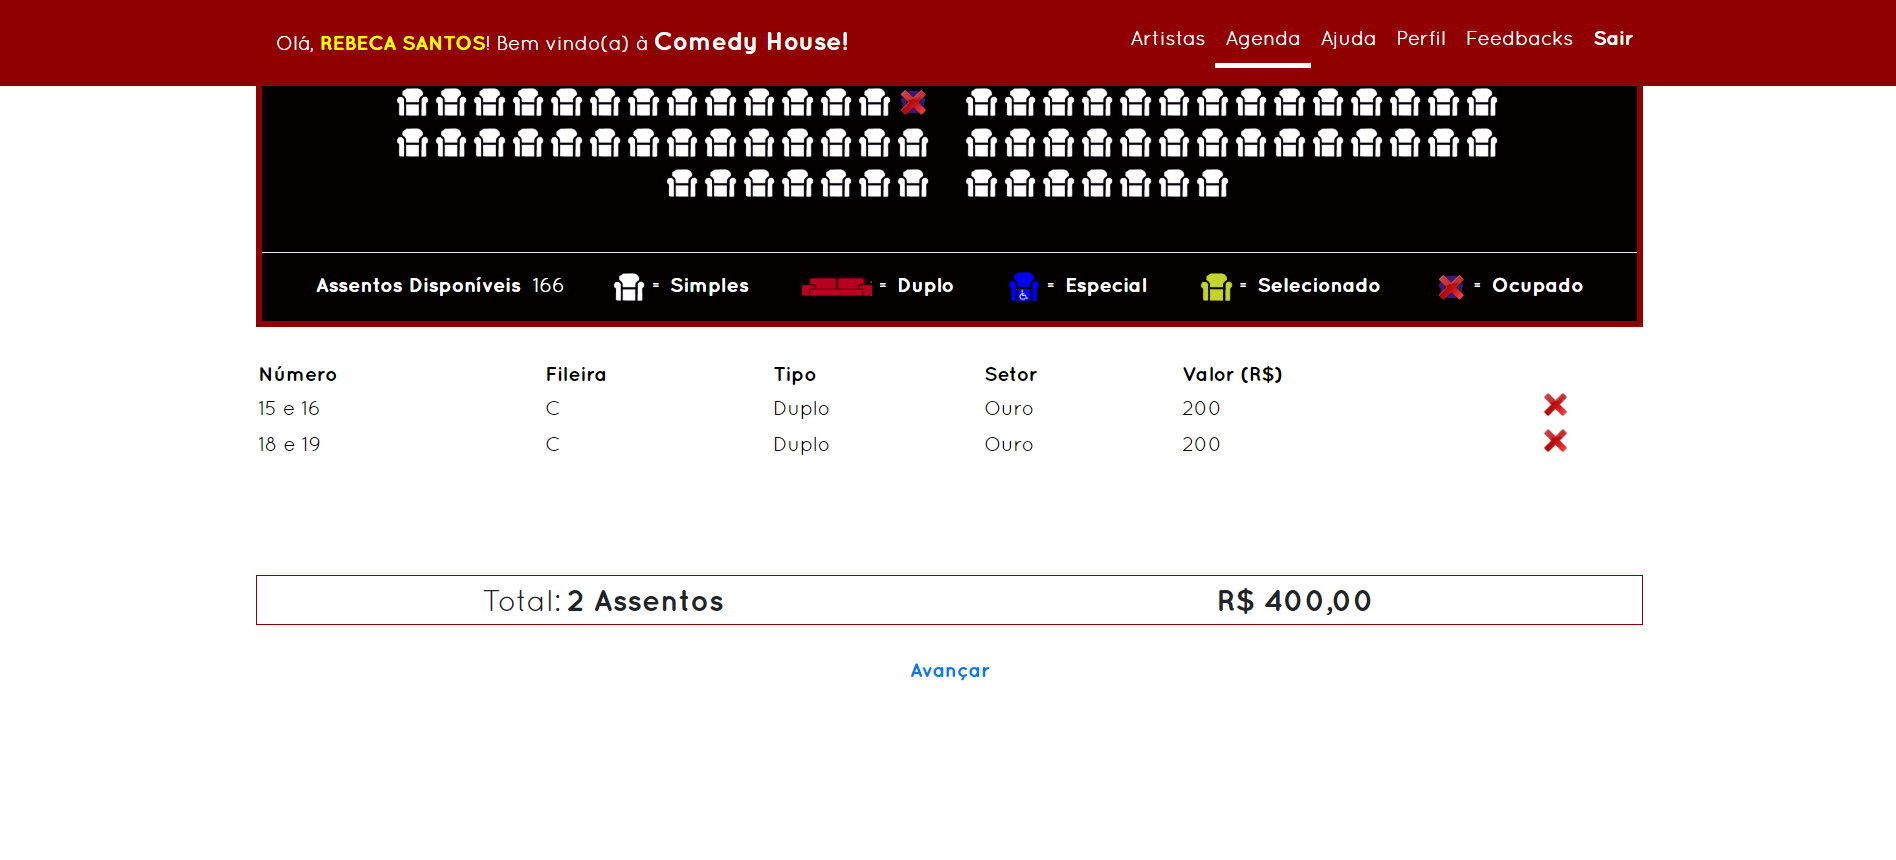 Olá, REBECA SANTOS! Bem vindo(a) à Comedy House!
Artistas Agenda Ajuda Perfil Feedbacks Sair
Assentos Disponíveis 166 = Simples = Duplo = Especial = Selecionado = Ocupado
Número Fileira Tipo Setor Valor (R$)
15 e 16 C Duplo Ouro 200
18 e 19 C Duplo Ouro 200
Total: 2 Assentos R$ 400,00
Avançar